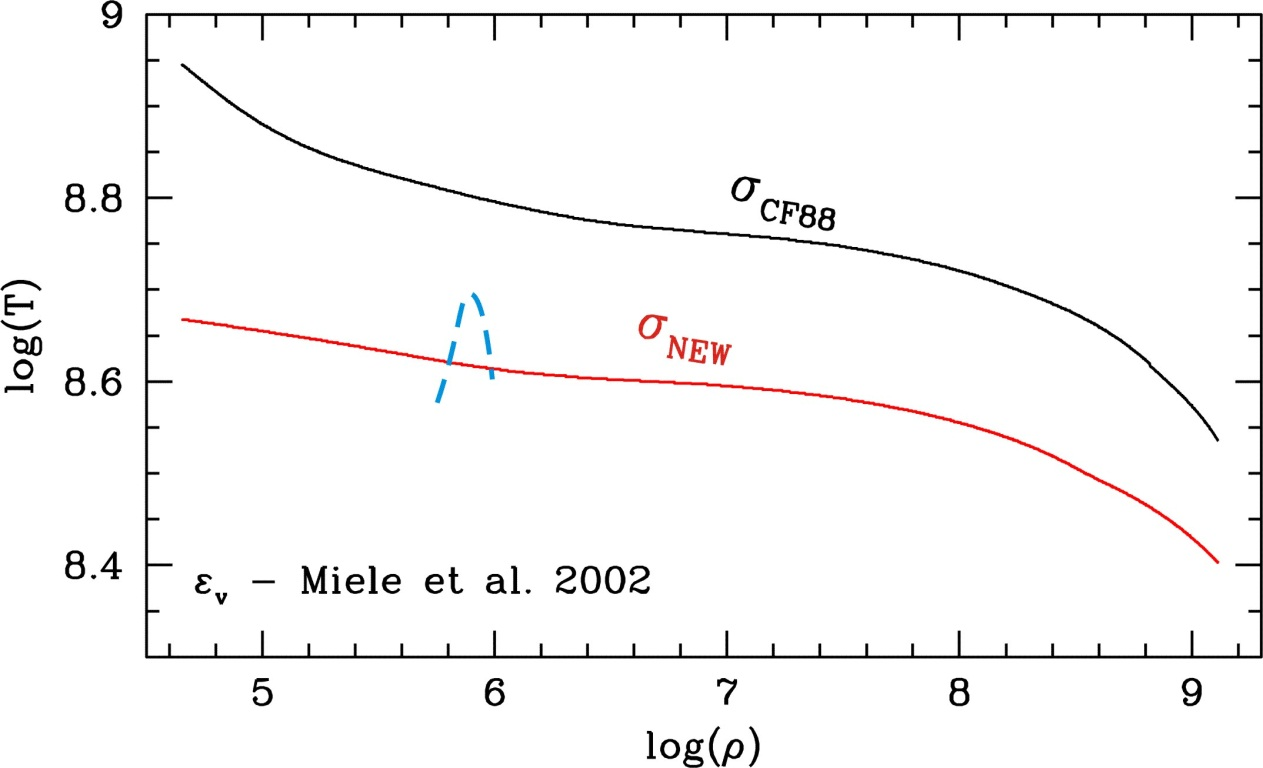 9
8.8
8.6
8.4
log(T)
σCF88
σNEW
εv – Miele et al. 2002
5 6 7 8 9
log(ρ)